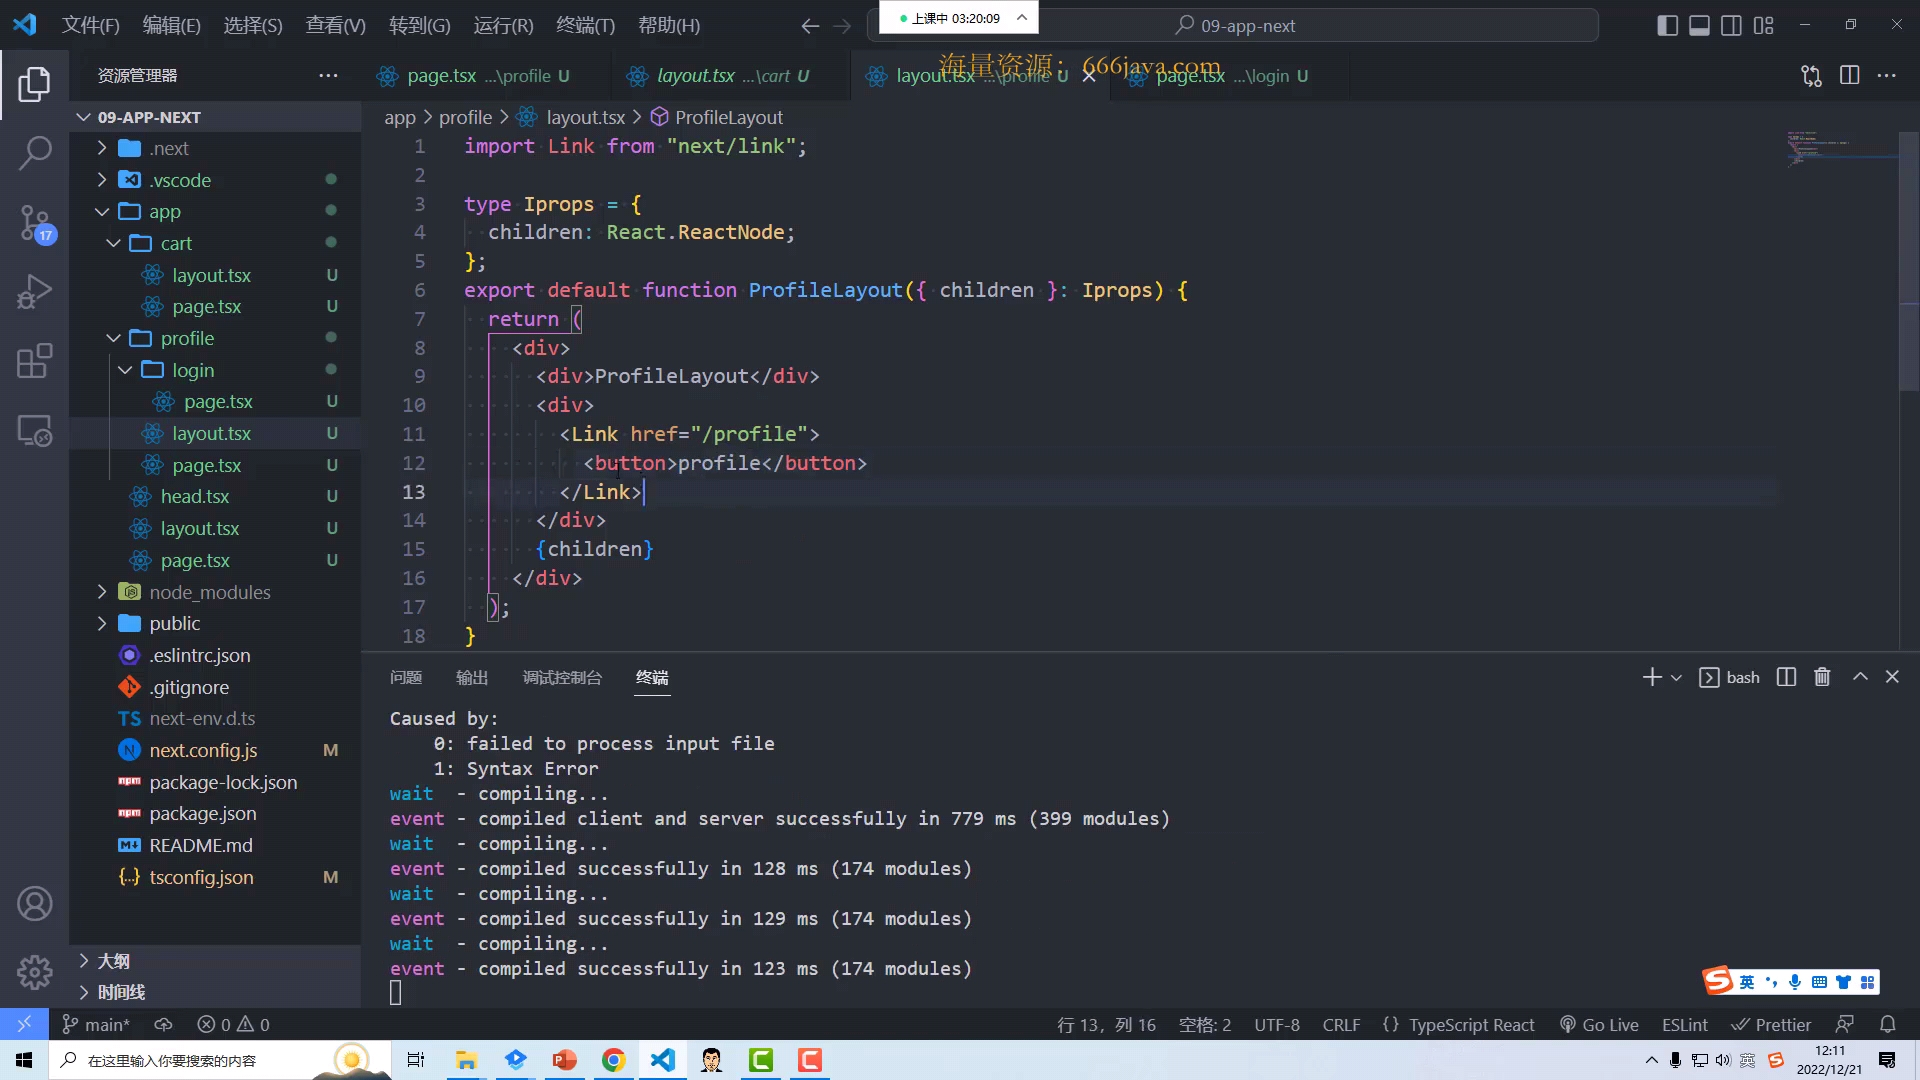 文件(F) 编辑(E) 选择(S) 查看(V) 转到(G) 运行(R) 终端(T) 帮助(H)
上课中 03:20:09
09-app-next
资源管理器
page.tsx ...\profile U
layout.tsx ...\cart U
layout.tsx ...\profile U
page.tsx ...\login U
海量资源：666java.com
09-APP-NEXT
.next
.vscode
app
cart
layout.tsx U
page.tsx U
profile
login
page.tsx U
layout.tsx U
page.tsx U
head.tsx U
layout.tsx U
page.tsx U
node_modules
public
.eslintrc.json
.gitignore
TS next-env.d.ts
next.config.js M
package-lock.json
package.json
README.md
tsconfig.json M
大纲
时间线
17
app > profile > layout.tsx > ProfileLayout
1 import Link from "next/link";
2
3 type Iprops = {
4 children: React.ReactNode;
5 };
6 export default function ProfileLayout({ children }: Iprops) {
7 return (
8 <div>
9 <div>ProfileLayout</div>
10 <div>
11 <Link href="/profile">
12 <button>profile</button>
13 </Link>
14 </div>
15 {children}
16 </div>
17 );
18 }
问题 输出 调试控制台 终端
bash
Caused by:
0: failed to process input file
1: Syntax Error
wait - compiling...
event - compiled client and server successfully in 779 ms (399 modules)
wait - compiling...
event - compiled successfully in 128 ms (174 modules)
wait - compiling...
event - compiled successfully in 129 ms (174 modules)
wait - compiling...
event - compiled successfully in 123 ms (174 modules)
英
main* 0 0
行 13，列 16 空格: 2 UTF-8 CRLF {} TypeScript React Go Live ESLint Prettier
在这里输入你要搜索的内容
英
12:11
2022/12/21